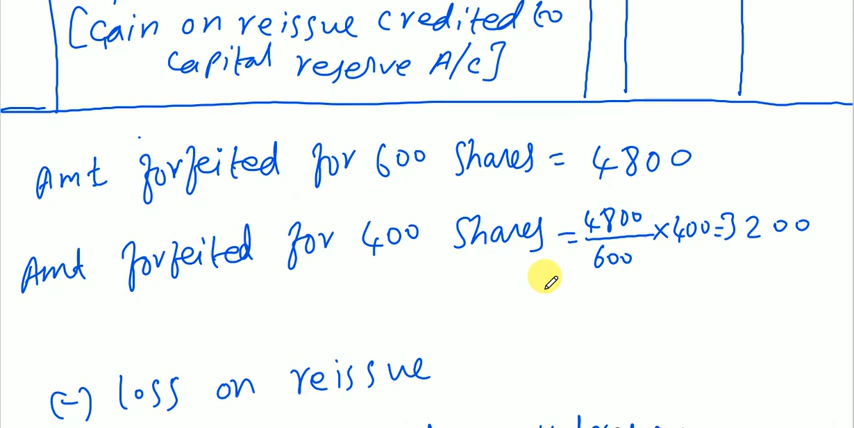 [Gain on reissue credited to
capital reserve A/c]
Amt forfeited for 600 shares = 4800
Amt forfeited for 400 shares = 4800/600 × 400 = 3200
(-) loss on reissue